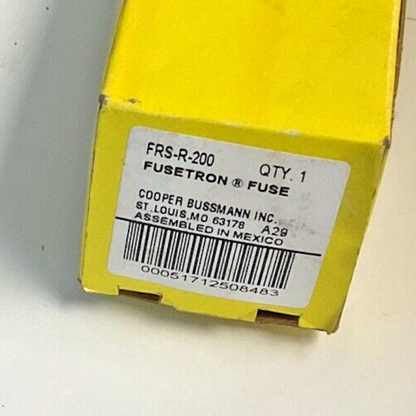 FRS-R-200 QTY. 1
FUSETRON ® FUSE
COOPER BUSSMANN INC.
ST. LOUIS, MO 63178 A29
ASSEMBLED IN MEXICO
00051712508483